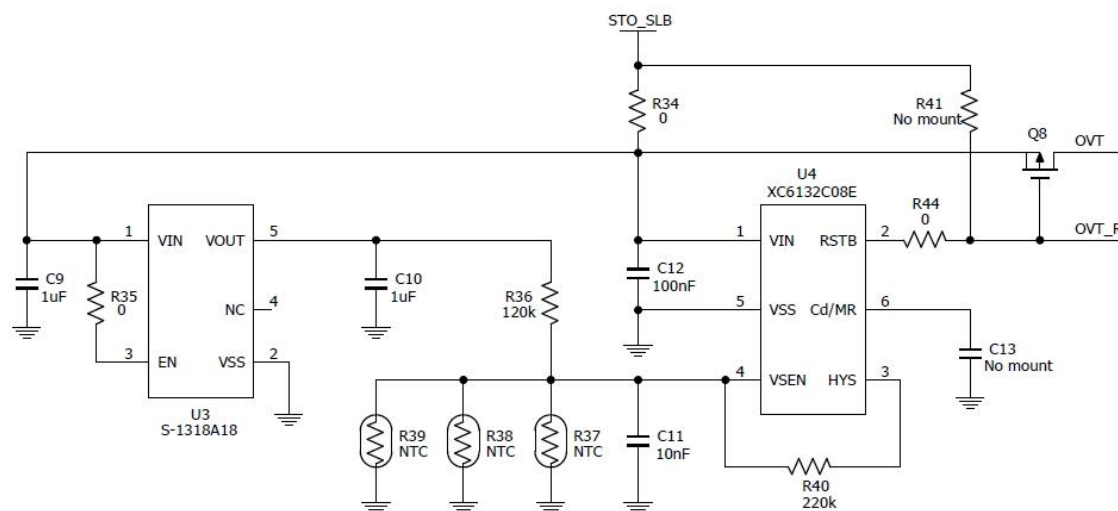 STO_SLB
R34
0
R41
No mount
Q8
OVT
U4
XC6132C08E
R44
0
OVT_R
1
VIN
VOUT
5
1
VIN
RSTB
2
C9
1uF
R35
0
C10
1uF
R36
120k
C12
100nF
NC
4
5
VSS
Cd/MR
6
3
EN
VSS
2
C13
No mount
4
VSEN
HYS
3
U3
S-1318A18
R39
NTC
R38
NTC
R37
NTC
C11
10nF
R40
220k